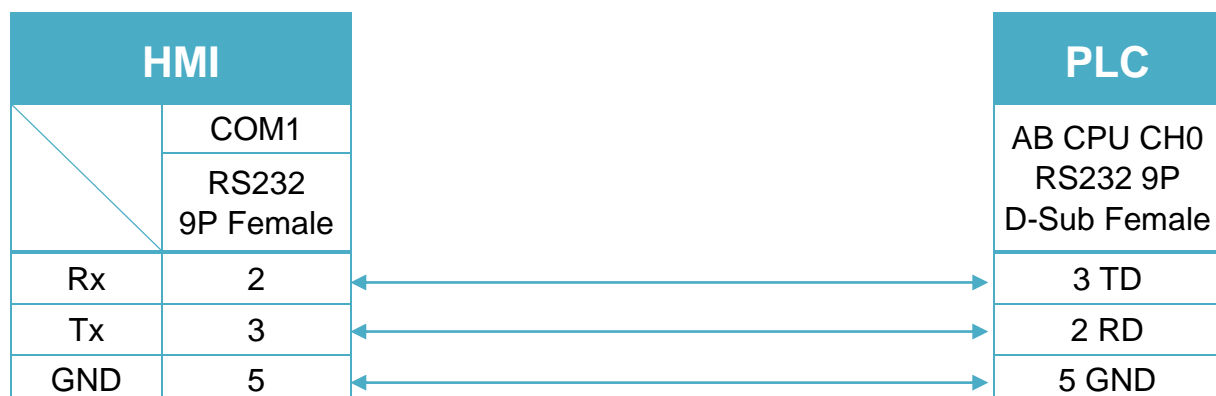 HMI
PLC
COM1
RS232
9P Female
AB CPU CH0
RS232 9P
D-Sub Female
Rx 2 3 TD
Tx 3 2 RD
GND 5 5 GND